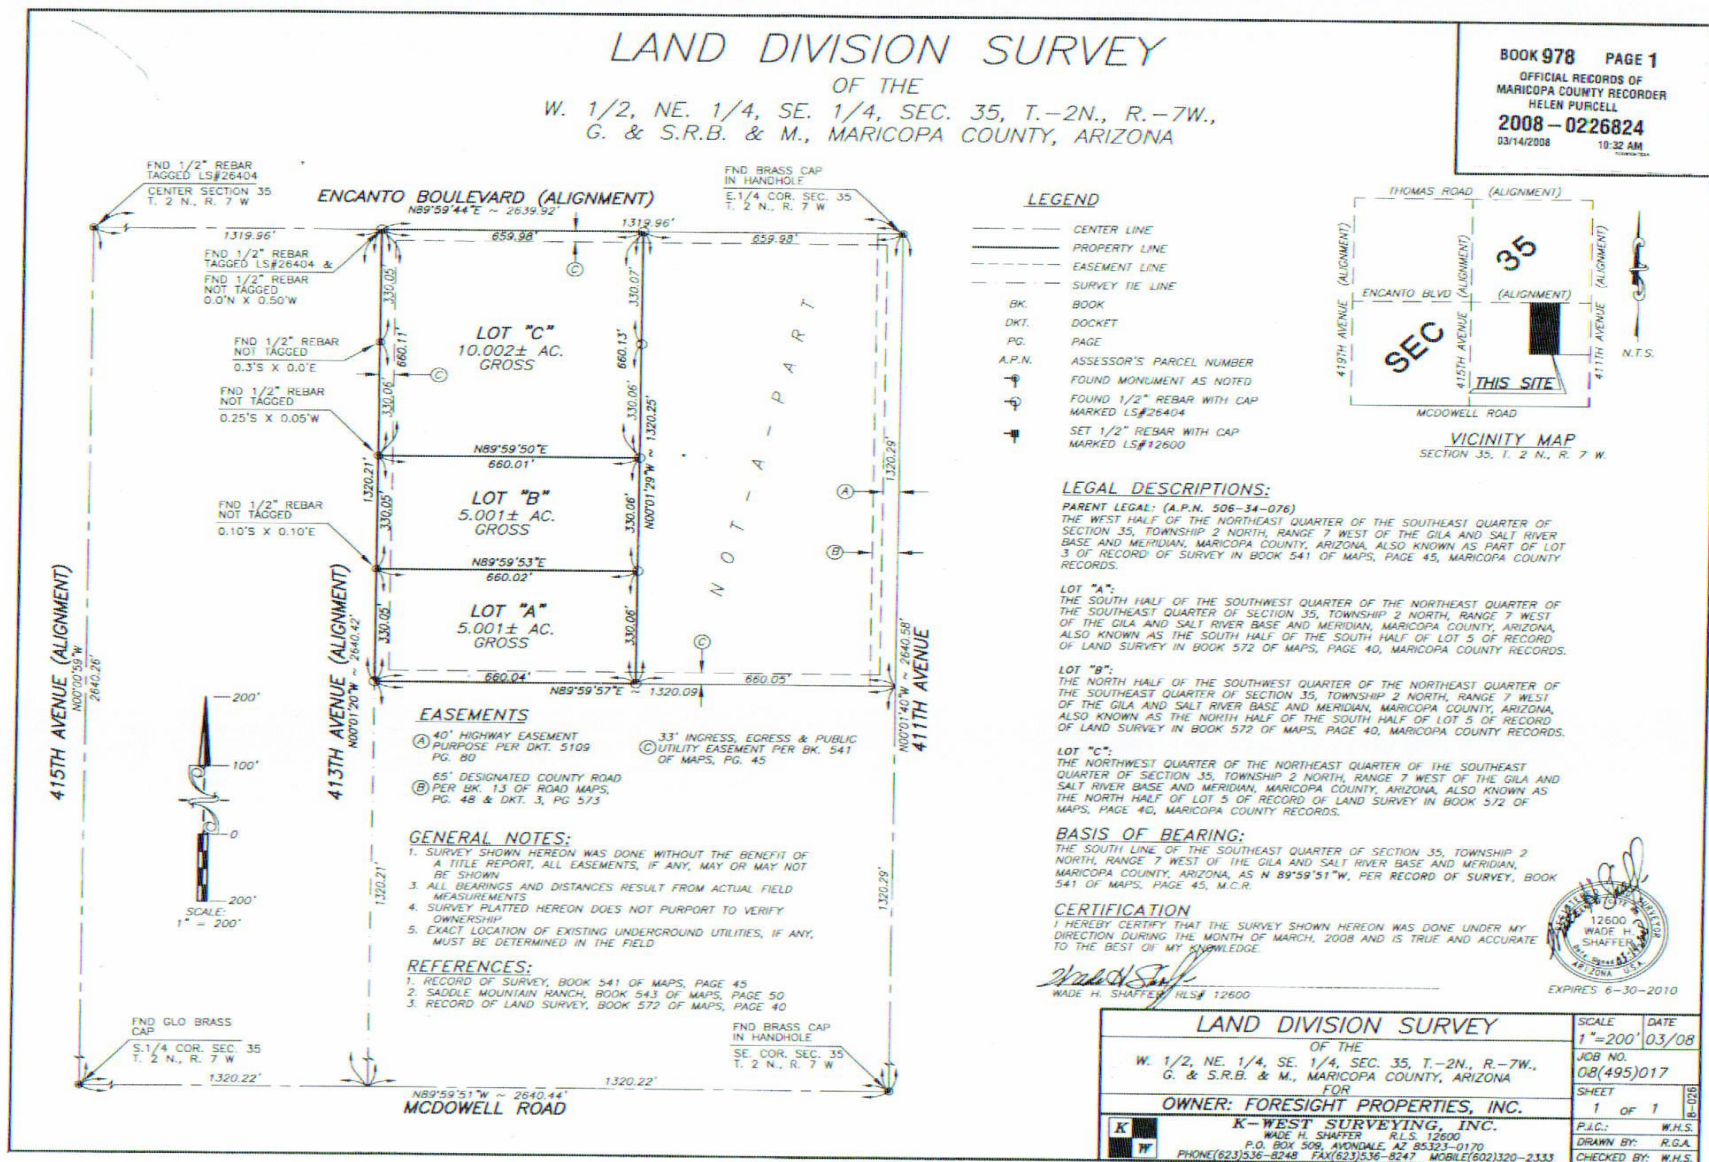 LAND DIVISION SURVEY
OF THE
W. 1/2, NE. 1/4, SE. 1/4, SEC. 35, T.-2N., R.-7W.,
G. & S.R.B. & M., MARICOPA COUNTY, ARIZONA
BOOK 978 PAGE 1
OFFICIAL RECORDS OF
MARICOPA COUNTY RECORDER
HELEN PURCELL
2008-0226824
03/14/2008 10:32 AM
FND 1/2" REBAR
TAGGED LS#26404
CENTER SECTION 35
T. 2 N., R. 7 W
ENCANTO BOULEVARD (ALIGNMENT)
N89°59'44"E ~ 2639.92'
FND BRASS CAP
IN HANDHOLE
E.1/4 COR. SEC. 35
T. 2 N., R. 7 W
1319.96'
659.98'
1319.96'
659.98'
FND 1/2" REBAR
TAGGED LS#26404 &
FND 1/2" REBAR
NOT TAGGED
0.0'N X 0.50'W
FND 1/2" REBAR
NOT TAGGED
0.3'S X 0.0'E
FND 1/2" REBAR
NOT TAGGED
0.25'S X 0.05'W
FND 1/2" REBAR
NOT TAGGED
0.10'S X 0.10'E
330.05'
660.11'
330.06'
1320.21'
330.05'
330.05'
LOT "C"
10.002± AC.
GROSS
C
C
330.07'
660.13'
330.06'
1320.25'
N00°01'29"W ~
330.06'
330.06'
N89°59'50"E
660.01'
LOT "B"
5.001± AC.
GROSS
N89°59'53"E
660.02'
LOT "A"
5.001± AC.
GROSS
660.04'
N89°59'57"E
1320.09'
660.05'
NOT-A-PART
A
B
C
1320.29'
415TH AVENUE (ALIGNMENT)
N00°00'59"W
2640.26'
413TH AVENUE (ALIGNMENT)
N00°01'20"W ~ 2640.42'
411TH AVENUE
N00°01'40"W ~ 2640.58'
1320.21'
1320.29'
200'
100'
0
200'
SCALE:
1" = 200'
EASEMENTS
A 40' HIGHWAY EASEMENT
PURPOSE PER DKT. 5109
PG. 80
B 65' DESIGNATED COUNTY ROAD
PER BK. 13 OF ROAD MAPS,
PG. 48 & DKT. 3, PG 573
C 33' INGRESS, EGRESS & PUBLIC
UTILITY EASEMENT PER BK. 541
OF MAPS, PG. 45
GENERAL NOTES:
1. SURVEY SHOWN HEREON WAS DONE WITHOUT THE BENEFIT OF
A TITLE REPORT, ALL EASEMENTS, IF ANY, MAY OR MAY NOT
BE SHOWN
3. ALL BEARINGS AND DISTANCES RESULT FROM ACTUAL FIELD
MEASUREMENTS
4. SURVEY PLATTED HEREON DOES NOT PURPORT TO VERIFY
OWNERSHIP
5. EXACT LOCATION OF EXISTING UNDERGROUND UTILITIES, IF ANY,
MUST BE DETERMINED IN THE FIELD
REFERENCES:
1. RECORD OF SURVEY, BOOK 541 OF MAPS, PAGE 45
2. SADDLE MOUNTAIN RANCH, BOOK 543 OF MAPS, PAGE 50
3. RECORD OF LAND SURVEY, BOOK 572 OF MAPS, PAGE 40
FND GLO BRASS
CAP
S.1/4 COR. SEC. 35
T. 2 N., R. 7 W
FND BRASS CAP
IN HANDHOLE
SE. COR. SEC. 35
T. 2 N., R. 7 W
1320.22'
1320.22'
N89°59'51"W ~ 2640.44'
MCDOWELL ROAD
LEGEND
CENTER LINE
PROPERTY LINE
EASEMENT LINE
SURVEY TIE LINE
BK. BOOK
DKT. DOCKET
PG. PAGE
A.P.N. ASSESSOR'S PARCEL NUMBER
FOUND MONUMENT AS NOTED
FOUND 1/2" REBAR WITH CAP
MARKED LS#26404
SET 1/2" REBAR WITH CAP
MARKED LS#12600
THOMAS ROAD (ALIGNMENT)
419TH AVENUE (ALIGNMENT)
415TH AVENUE (ALIGNMENT)
411TH AVENUE (ALIGNMENT)
ENCANTO BLVD (ALIGNMENT)
SEC 35
THIS SITE
MCDOWELL ROAD
N.T.S.
VICINITY MAP
SECTION 35, T. 2 N., R. 7 W.
LEGAL DESCRIPTIONS:
PARENT LEGAL: (A.P.N. 506-34-076)
THE WEST HALF OF THE NORTHEAST QUARTER OF THE SOUTHEAST QUARTER OF
SECTION 35, TOWNSHIP 2 NORTH, RANGE 7 WEST OF THE GILA AND SALT RIVER
BASE AND MERIDIAN, MARICOPA COUNTY, ARIZONA, ALSO KNOWN AS PART OF LOT
3 OF RECORD OF SURVEY IN BOOK 541 OF MAPS, PAGE 45, MARICOPA COUNTY
RECORDS.
LOT "A":
THE SOUTH HALF OF THE SOUTHWEST QUARTER OF THE NORTHEAST QUARTER OF
THE SOUTHEAST QUARTER OF SECTION 35, TOWNSHIP 2 NORTH, RANGE 7 WEST
OF THE GILA AND SALT RIVER BASE AND MERIDIAN, MARICOPA COUNTY, ARIZONA,
ALSO KNOWN AS THE SOUTH HALF OF THE SOUTH HALF OF LOT 5 OF RECORD
OF LAND SURVEY IN BOOK 572 OF MAPS, PAGE 40, MARICOPA COUNTY RECORDS.
LOT "B":
THE NORTH HALF OF THE SOUTHWEST QUARTER OF THE NORTHEAST QUARTER OF
THE SOUTHEAST QUARTER OF SECTION 35, TOWNSHIP 2 NORTH, RANGE 7 WEST
OF THE GILA AND SALT RIVER BASE AND MERIDIAN, MARICOPA COUNTY, ARIZONA,
ALSO KNOWN AS THE NORTH HALF OF THE SOUTH HALF OF LOT 5 OF RECORD
OF LAND SURVEY IN BOOK 572 OF MAPS, PAGE 40, MARICOPA COUNTY RECORDS.
LOT "C":
THE NORTHWEST QUARTER OF THE NORTHEAST QUARTER OF THE SOUTHEAST
QUARTER OF SECTION 35, TOWNSHIP 2 NORTH, RANGE 7 WEST OF THE GILA AND
SALT RIVER BASE AND MERIDIAN, MARICOPA COUNTY, ARIZONA, ALSO KNOWN AS
THE NORTH HALF OF LOT 5 OF RECORD OF LAND SURVEY IN BOOK 572 OF
MAPS, PAGE 40, MARICOPA COUNTY RECORDS.
BASIS OF BEARING:
THE SOUTH LINE OF THE SOUTHEAST QUARTER OF SECTION 35, TOWNSHIP 2
NORTH, RANGE 7 WEST OF THE GILA AND SALT RIVER BASE AND MERIDIAN,
MARICOPA COUNTY, ARIZONA, AS N 89°59'51"W, PER RECORD OF SURVEY, BOOK
541 OF MAPS, PAGE 45, M.C.R.
CERTIFICATION
I HEREBY CERTIFY THAT THE SURVEY SHOWN HEREON WAS DONE UNDER MY
DIRECTION DURING THE MONTH OF MARCH, 2008 AND IS TRUE AND ACCURATE
TO THE BEST OF MY KNOWLEDGE.
WADE H. SHAFFER RLS# 12600
12600
WADE H.
SHAFFER
ARIZONA U.S.A.
EXPIRES 6-30-2010
LAND DIVISION SURVEY
OF THE
W. 1/2, NE. 1/4, SE. 1/4, SEC. 35, T.-2N., R.-7W.,
G. & S.R.B. & M., MARICOPA COUNTY, ARIZONA
FOR
OWNER: FORESIGHT PROPERTIES, INC.
K W
K-WEST SURVEYING, INC.
WADE H. SHAFFER R.L.S. 12600
P.O. BOX 509, AVONDALE, AZ 85323-0170
PHONE(623)536-8248 FAX(623)536-8247 MOBILE(602)320-2333
SCALE DATE
1"=200' 03/08
JOB NO.
08(495)017
SHEET
1 OF 1
8-026
P.I.C.: W.H.S.
DRAWN BY: R.G.A.
CHECKED BY: W.H.S.